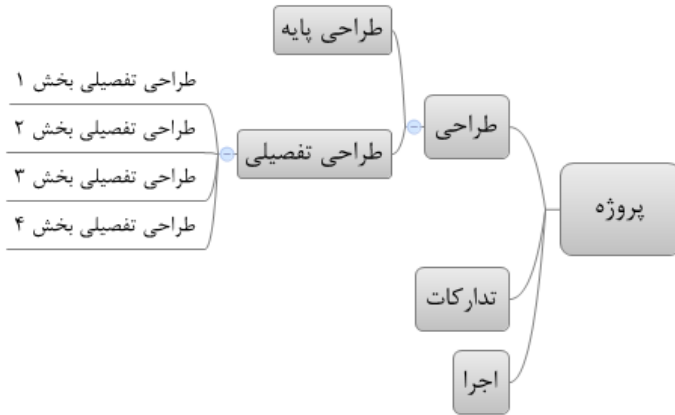 پروژه
طراحی
طراحی پایه
طراحی تفصیلی
طراحی تفصیلی بخش ۱
طراحی تفصیلی بخش ۲
طراحی تفصیلی بخش ۳
طراحی تفصیلی بخش ۴
تدارکات
اجرا